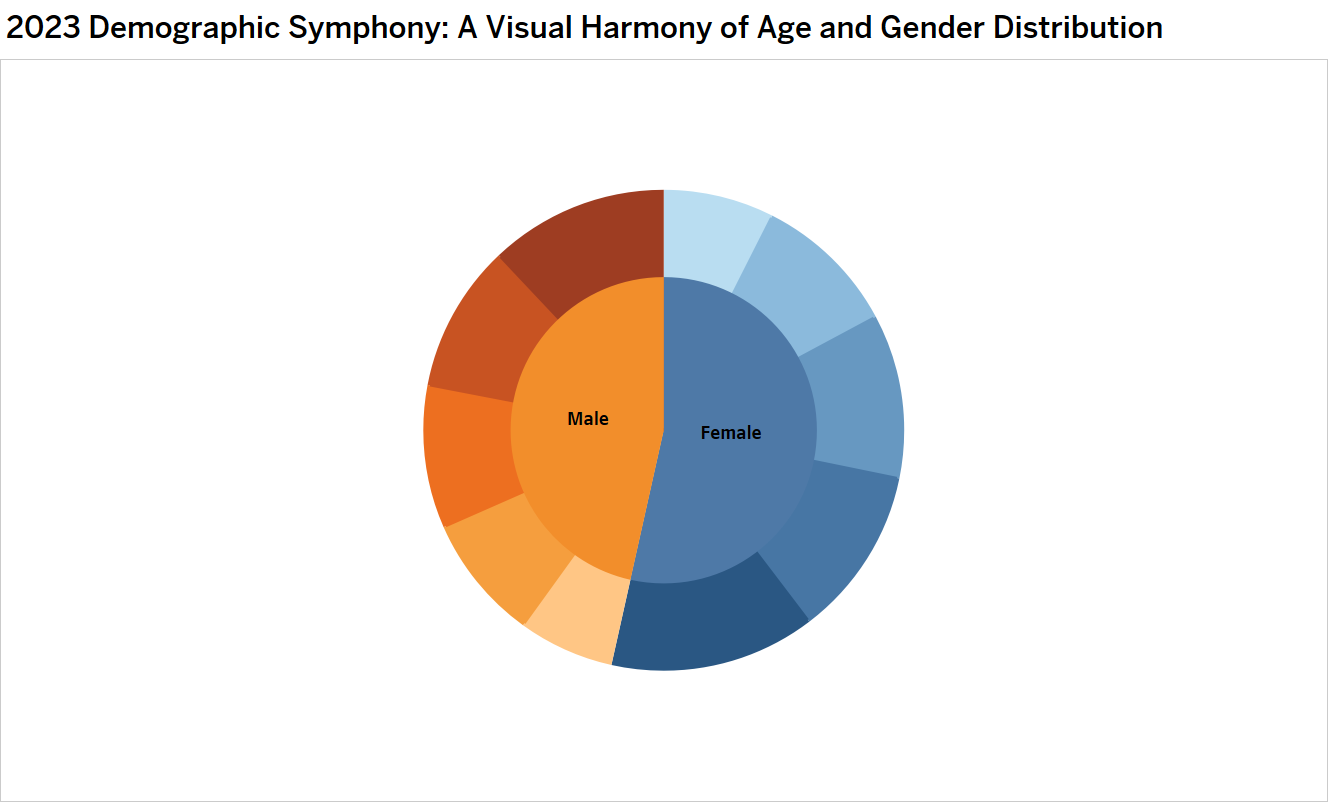 2023 Demographic Symphony: A Visual Harmony of Age and Gender Distribution
Male
Female